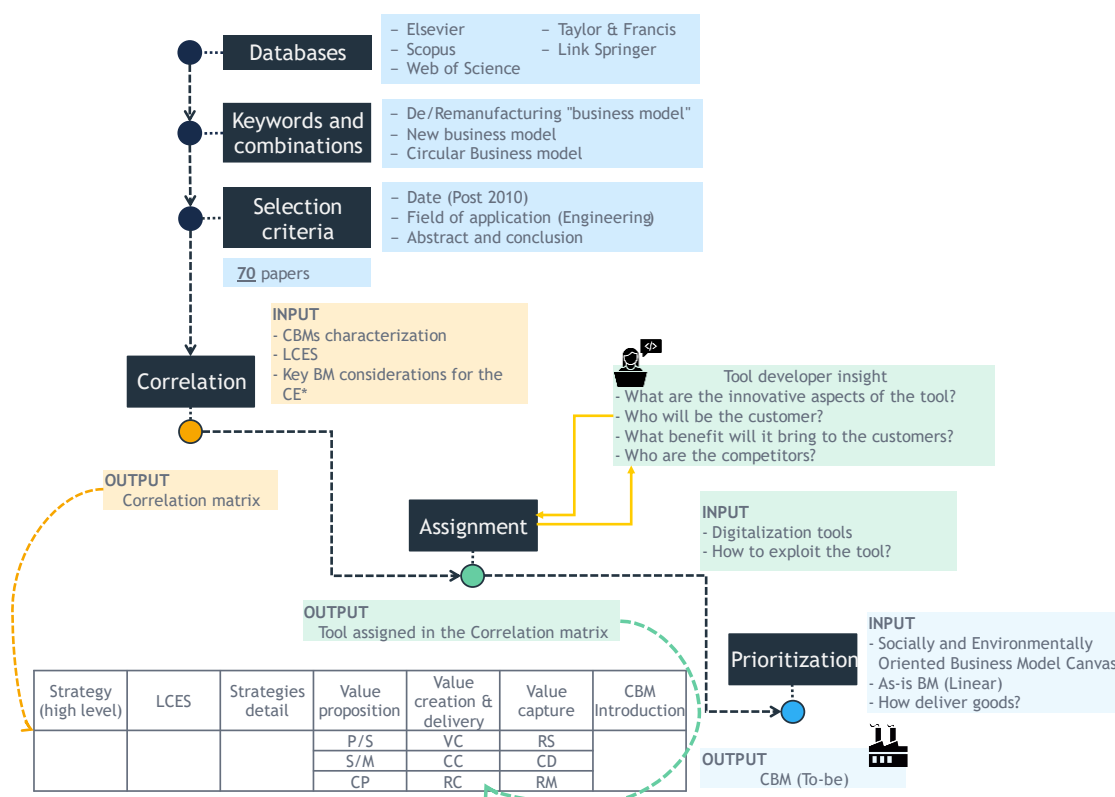 Databases
– Elsevier
– Scopus
– Web of Science
– Taylor & Francis
– Link Springer
Keywords and
combinations
– De/Remanufacturing "business model"
– New business model
– Circular Business model
Selection
criteria
– Date (Post 2010)
– Field of application (Engineering)
– Abstract and conclusion
70 papers
Correlation
INPUT
- CBMs characterization
- LCES
- Key BM considerations for the
CE*
OUTPUT
Correlation matrix
</>
Tool developer insight
- What are the innovative aspects of the tool?
- Who will be the customer?
- What benefit will it bring to the customers?
- Who are the competitors?
Assignment
INPUT
- Digitalization tools
- How to exploit the tool?
OUTPUT
Tool assigned in the Correlation matrix
Prioritization
INPUT
- Socially and Environmentally
Oriented Business Model Canvas
- As-is BM (Linear)
- How deliver goods?
OUTPUT
CBM (To-be)
Strategy
(high level)
LCES
Strategies
detail
Value
proposition
Value
creation &
delivery
Value
capture
CBM
Introduction
P/S VC RS
S/M CC CD
CP RC RM